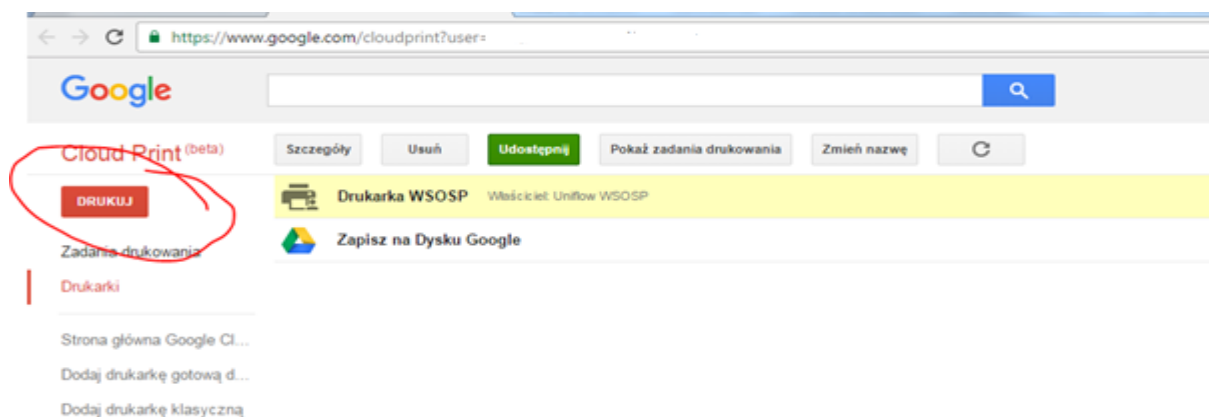 https://www.google.com/cloudprint?user=
Google
Cloud Print (beta)
Szczegóły Usuń Udostępnij Pokaż zadania drukowania Zmień nazwę
DRUKUJ
Drukarka WSOSP Właściciel: Uniflow WSOSP
Zapisz na Dysku Google
Zadania drukowania
Drukarki
Strona główna Google Cl...
Dodaj drukarkę gotową d...
Dodaj drukarkę klasyczną